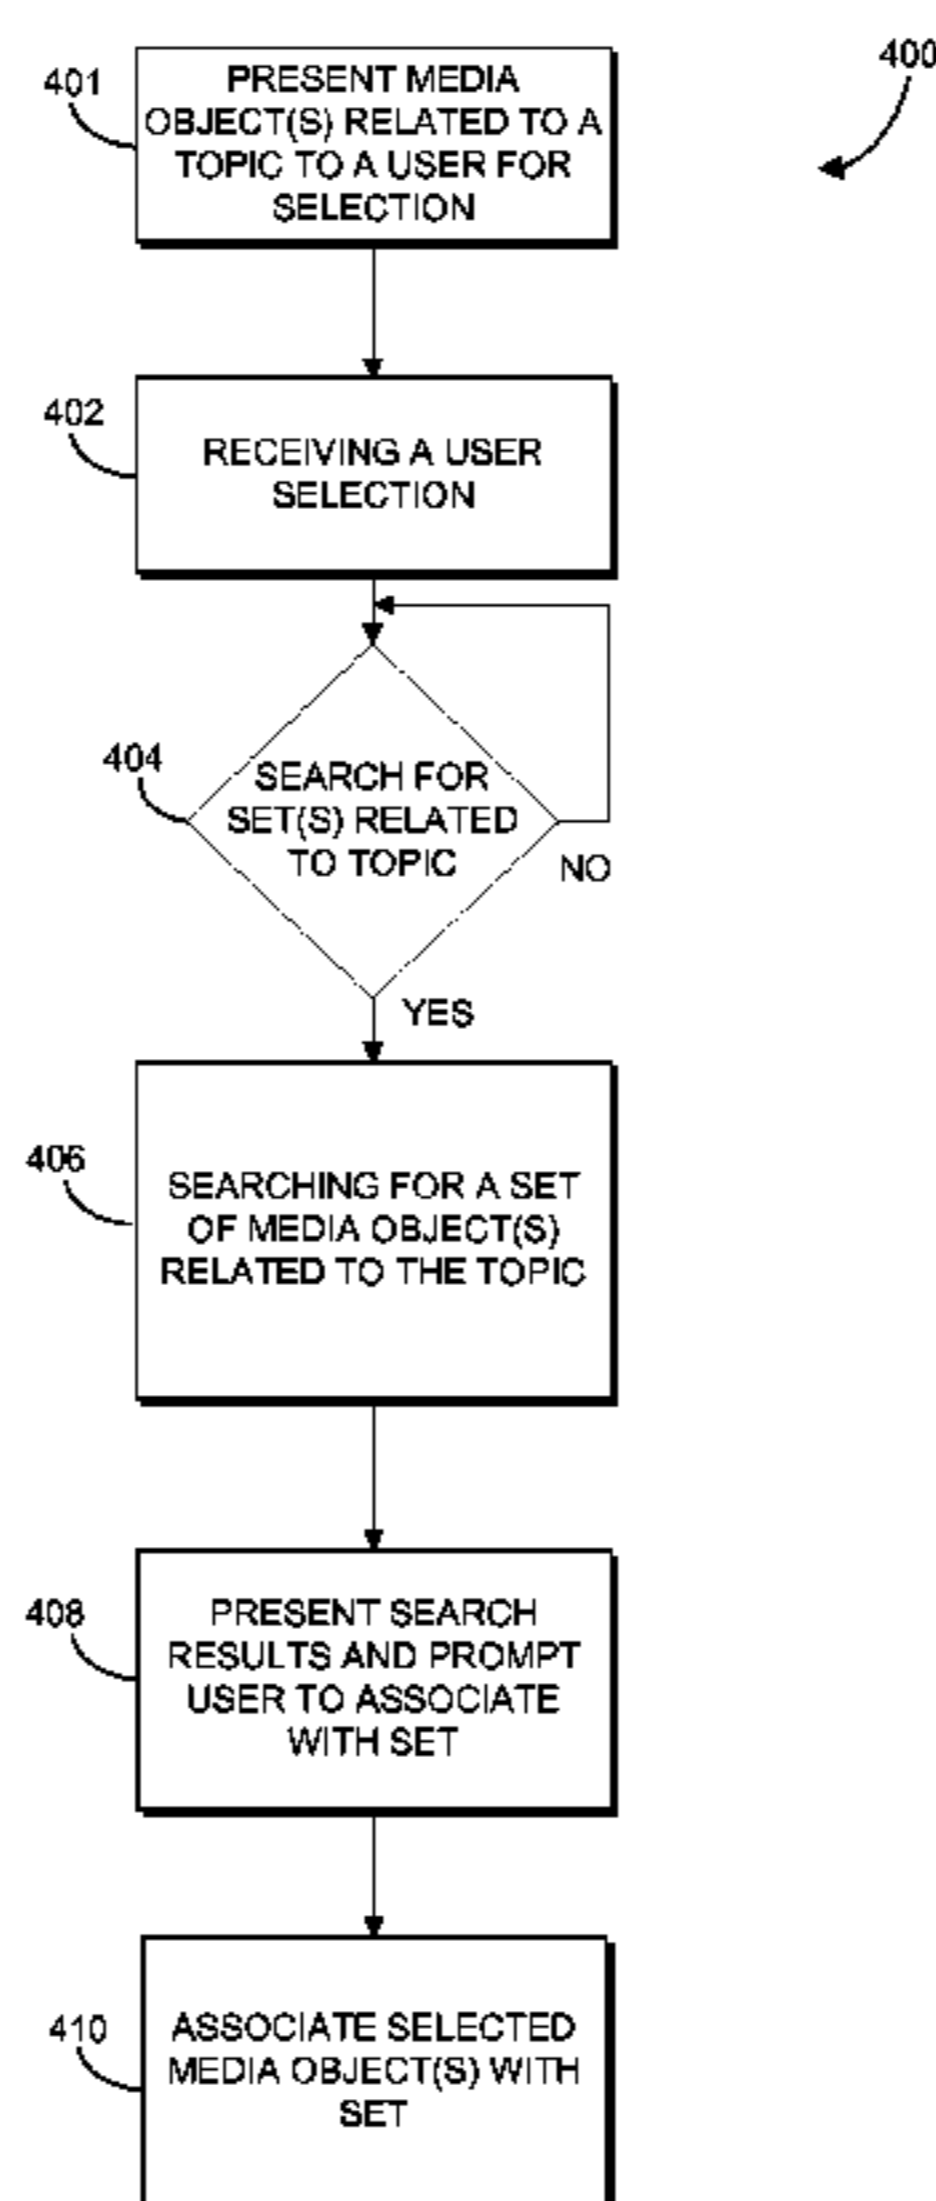 400
401
PRESENT MEDIA
OBJECT(S) RELATED TO A
TOPIC TO A USER FOR
SELECTION
402
RECEIVING A USER
SELECTION
404
SEARCH FOR
SET(S) RELATED
TO TOPIC
NO
YES
406
SEARCHING FOR A SET
OF MEDIA OBJECT(S)
RELATED TO THE TOPIC
408
PRESENT SEARCH
RESULTS AND PROMPT
USER TO ASSOCIATE
WITH SET
410
ASSOCIATE SELECTED
MEDIA OBJECT(S) WITH
SET